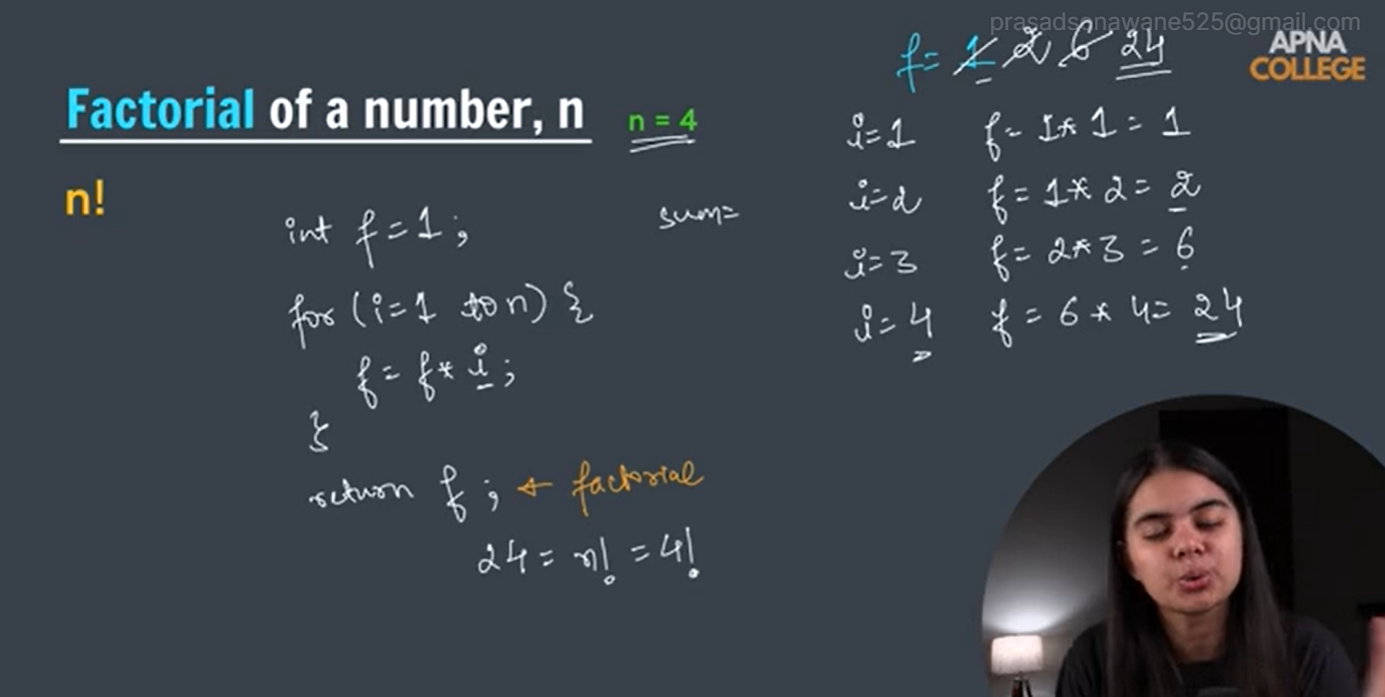 prasadsonawane525@gmail.com
APNA
COLLEGE
f= 1 2 6 24
Factorial of a number, n
n = 4
n!
int f=1;
for (i=1 to n) {
f= f* i;
}
return f; ← factorial
24= n! = 4!
sum=
i=1 f= 1* 1 = 1
i=2 f= 1* 2= 2
i=3 f= 2*3 = 6
i=4 f= 6 * 4= 24